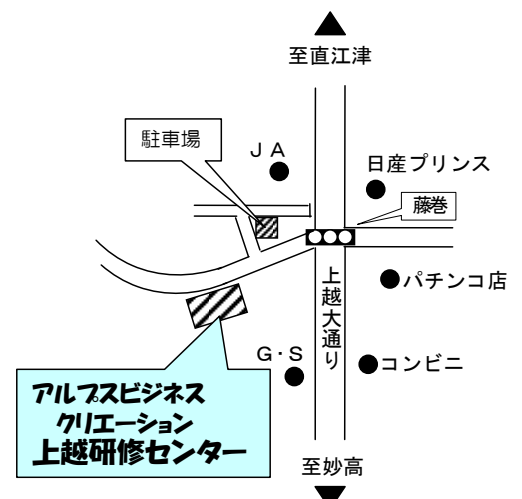 至直江津
駐車場
ＪＡ
日産プリンス
藤巻
上越大通り
パチンコ店
Ｇ・Ｓ
コンビニ
アルプスビジネス
クリエーション
上越研修センター
至妙高